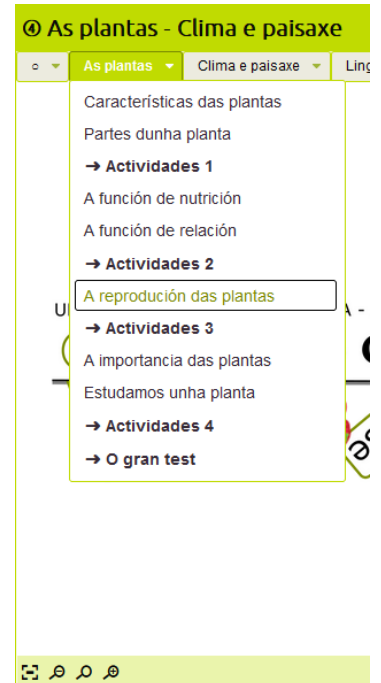 ④ As plantas - Clima e paisaxe
As plantas Clima e paisaxe Ling
Características das plantas
Partes dunha planta
→ Actividades 1
A función de nutrición
A función de relación
→ Actividades 2
A reprodución das plantas
→ Actividades 3
A importancia das plantas
Estudamos unha planta
→ Actividades 4
→ O gran test